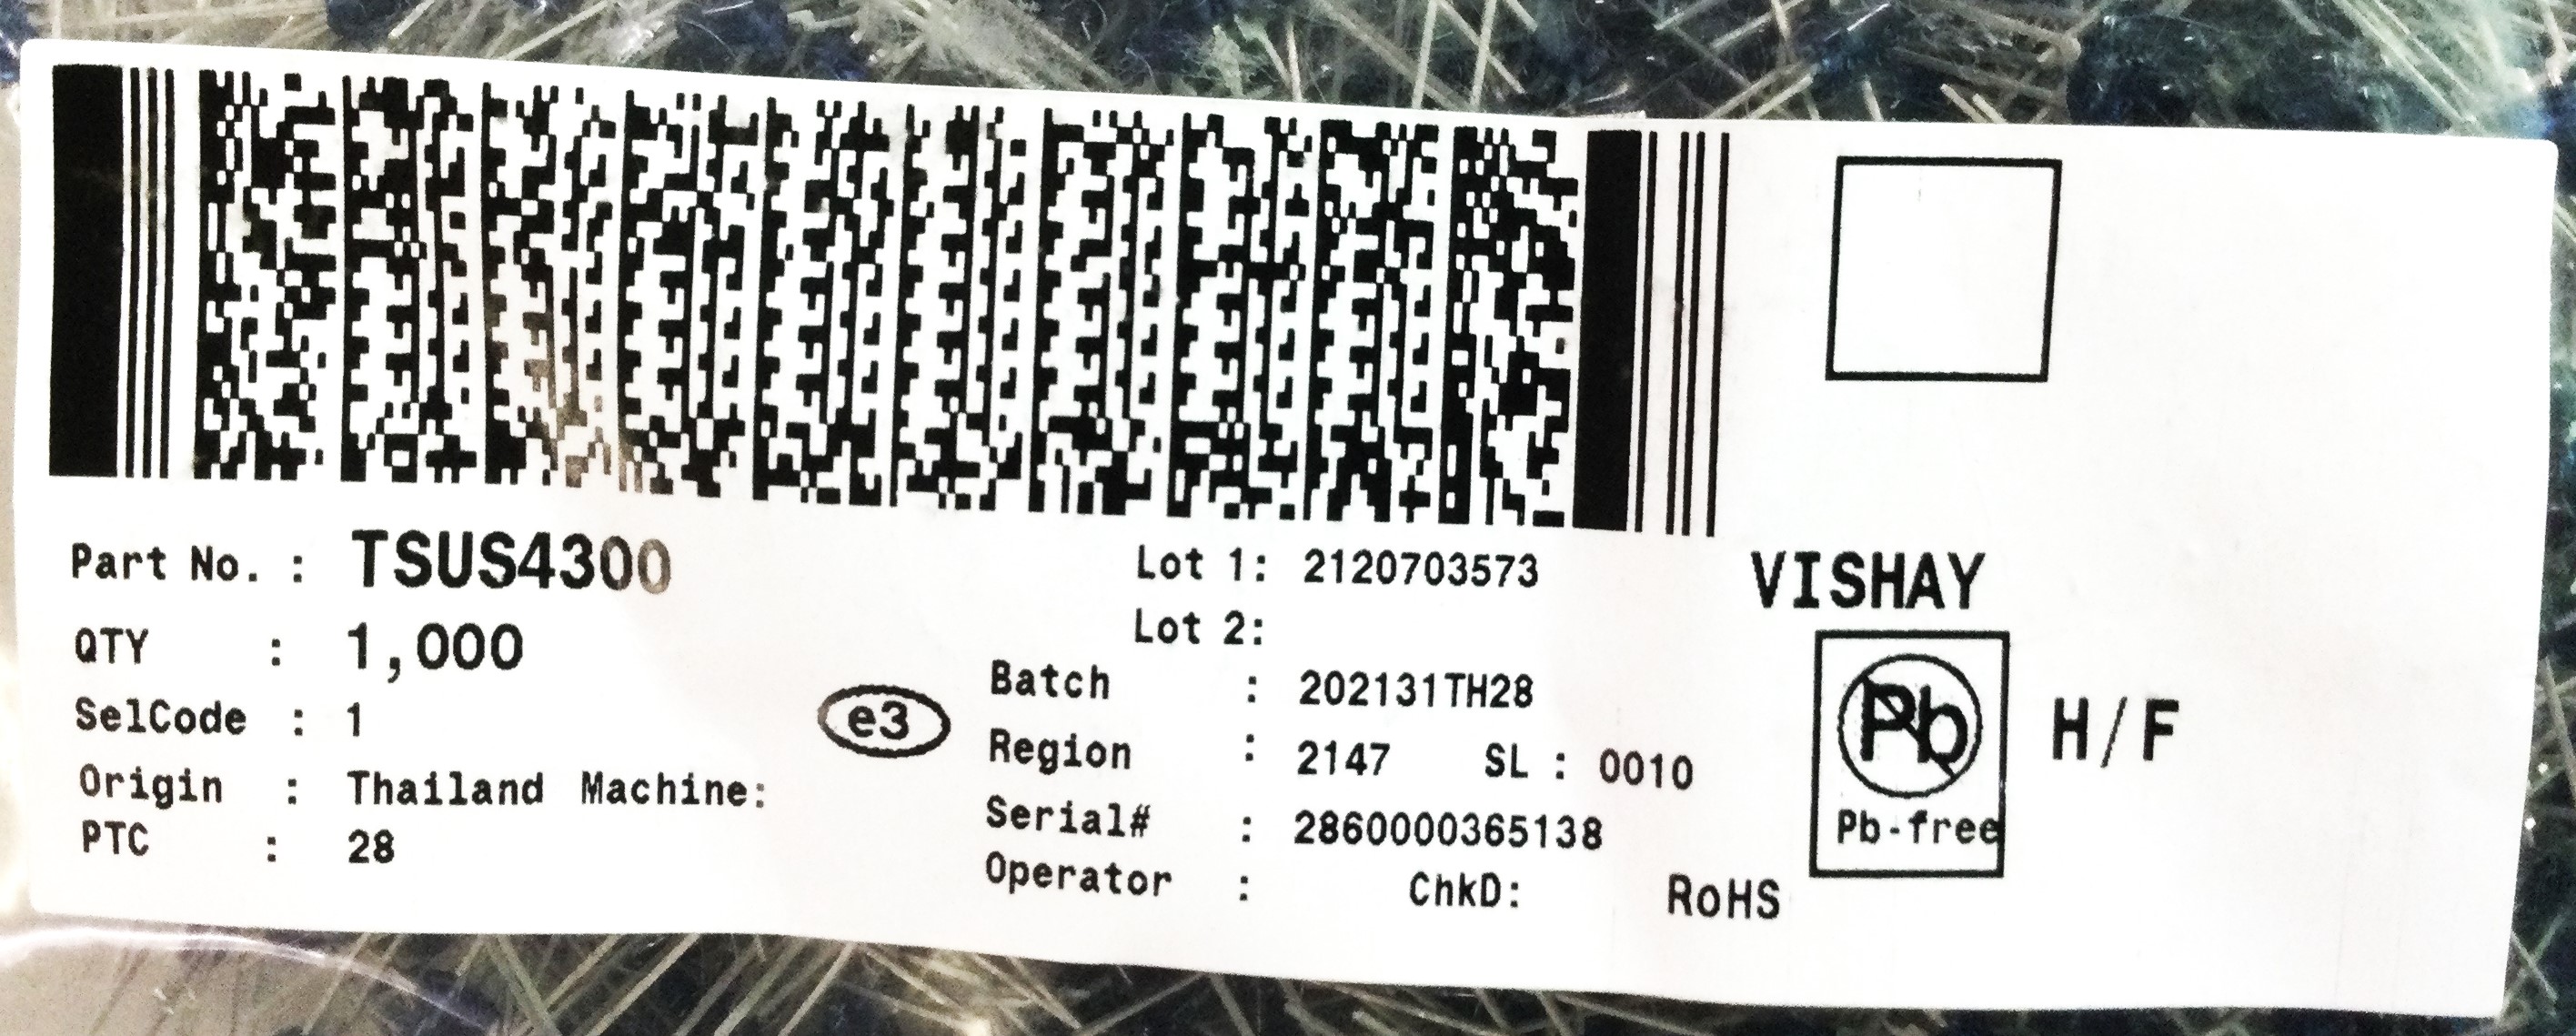 Part No. : TSUS4300
QTY : 1,000
SelCode : 1
Origin : Thailand Machine:
PTC : 28
e3
Lot 1: 2120703573
Lot 2:
Batch : 202131TH28
Region : 2147 SL : 0010
Serial# : 2860000365138
Operator : ChkD: RoHS
VISHAY
Pb
Pb-free
H/F